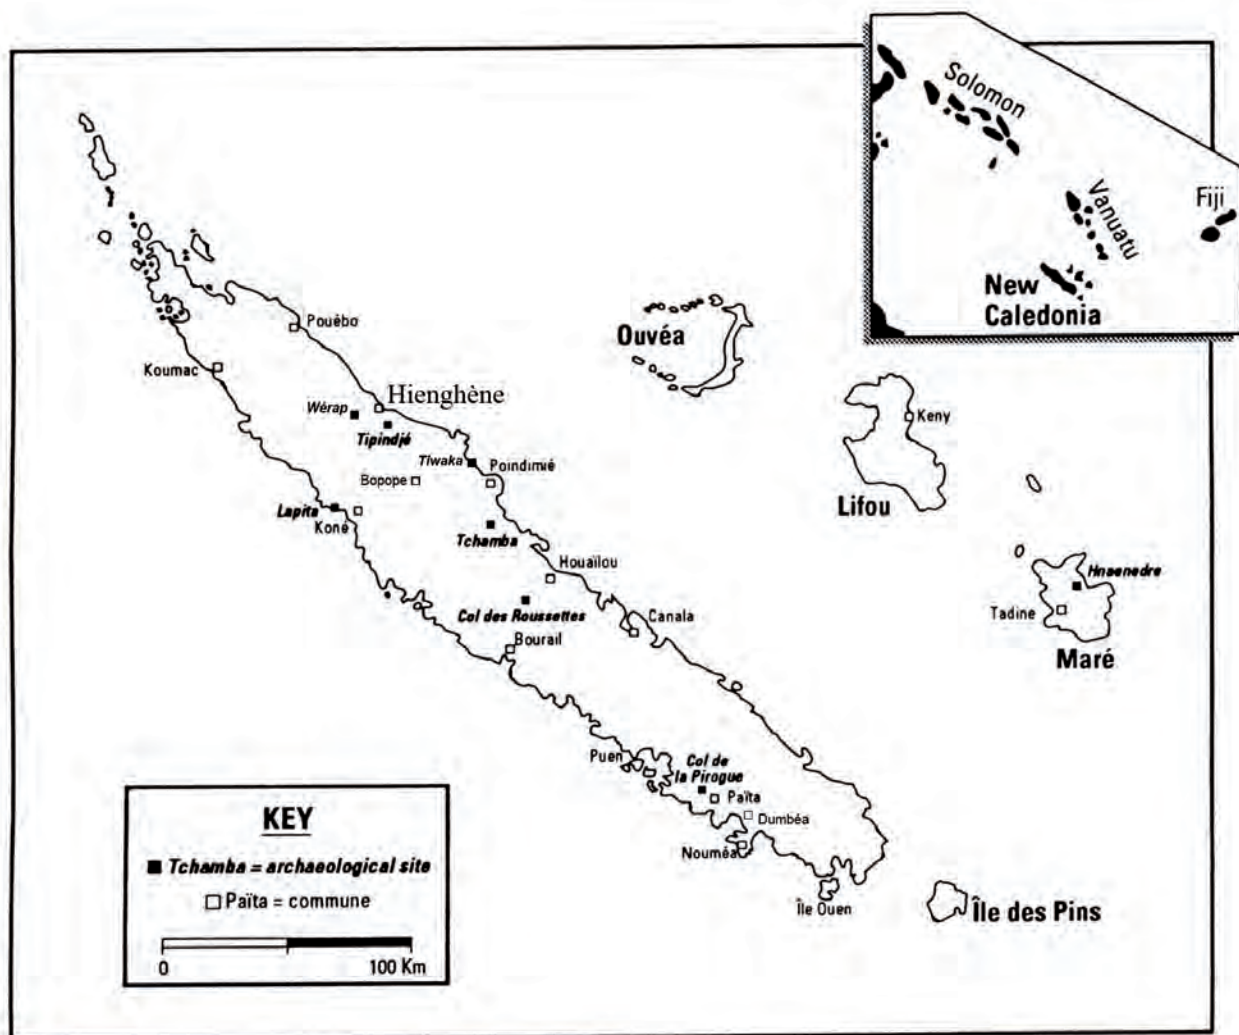 Solomon
Vanuatu
Fiji
New
Caledonia
Pouébo
Koumac
Ouvéa
Hienghène
Wérap
Tipindjé
Keny
Tiwaka
Poindimié
Bopope
Lifou
Lapita
Koné
Tchamba
Houaïlou
Hnaenedre
Col des Roussettes
Canala
Tadine
Bourail
Maré
Puen
Col de
la Pirogue
Païta
Dumbéa
Nouméa
Île Ouen
Île des Pins
KEY
Tchamba = archaeological site
Païta = commune
0
100 Km